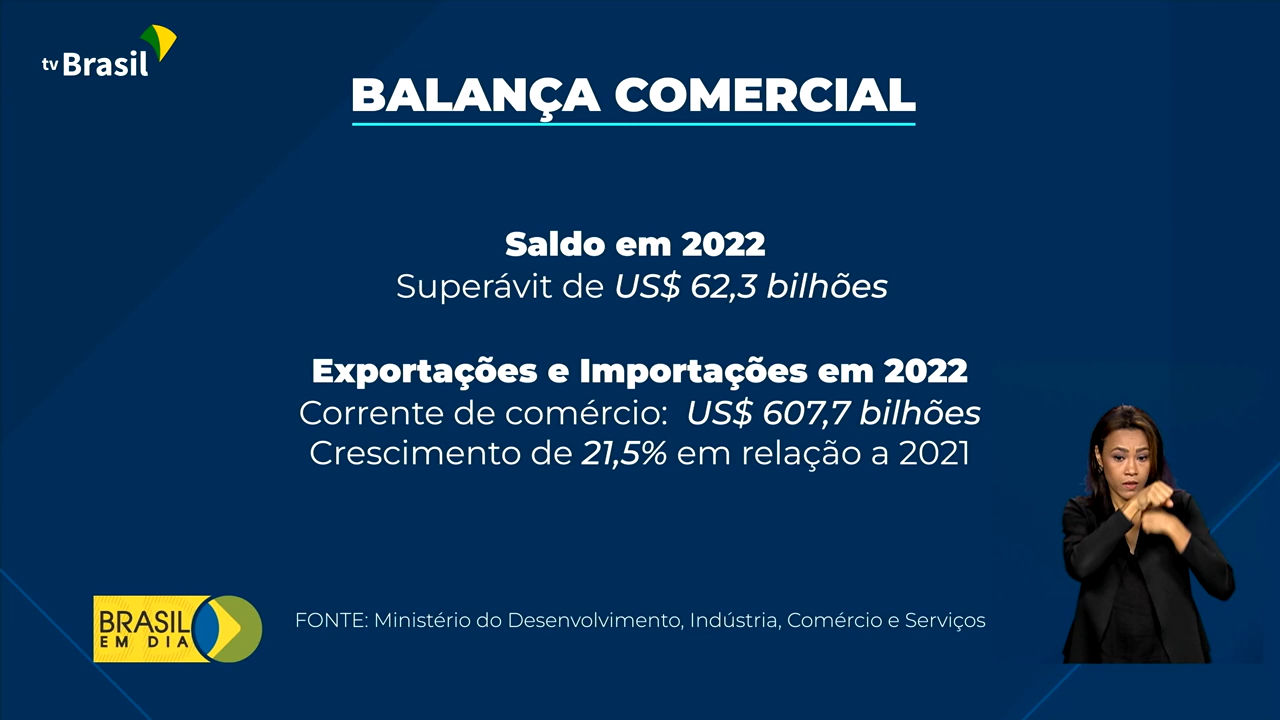 tv Brasil
BALANÇA COMERCIAL
Saldo em 2022
Superávit de US$ 62,3 bilhões
Exportações e Importações em 2022
Corrente de comércio: US$ 607,7 bilhões
Crescimento de 21,5% em relação a 2021
BRASIL
EM DIA
FONTE: Ministério do Desenvolvimento, Indústria, Comércio e Serviços